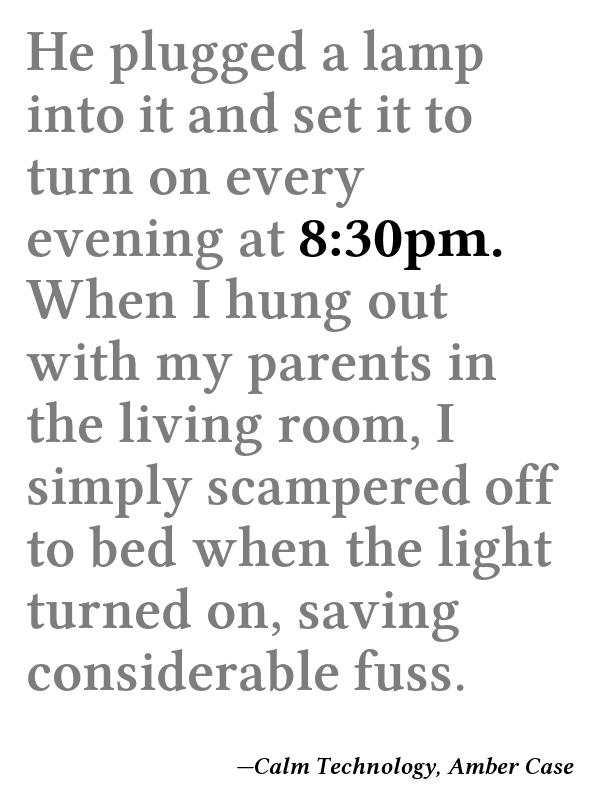 He plugged a lamp
into it and set it to
turn on every
evening at 8:30pm.
When I hung out
with my parents in
the living room, I
simply scampered off
to bed when the light
turned on, saving
considerable fuss.
—Calm Technology, Amber Case